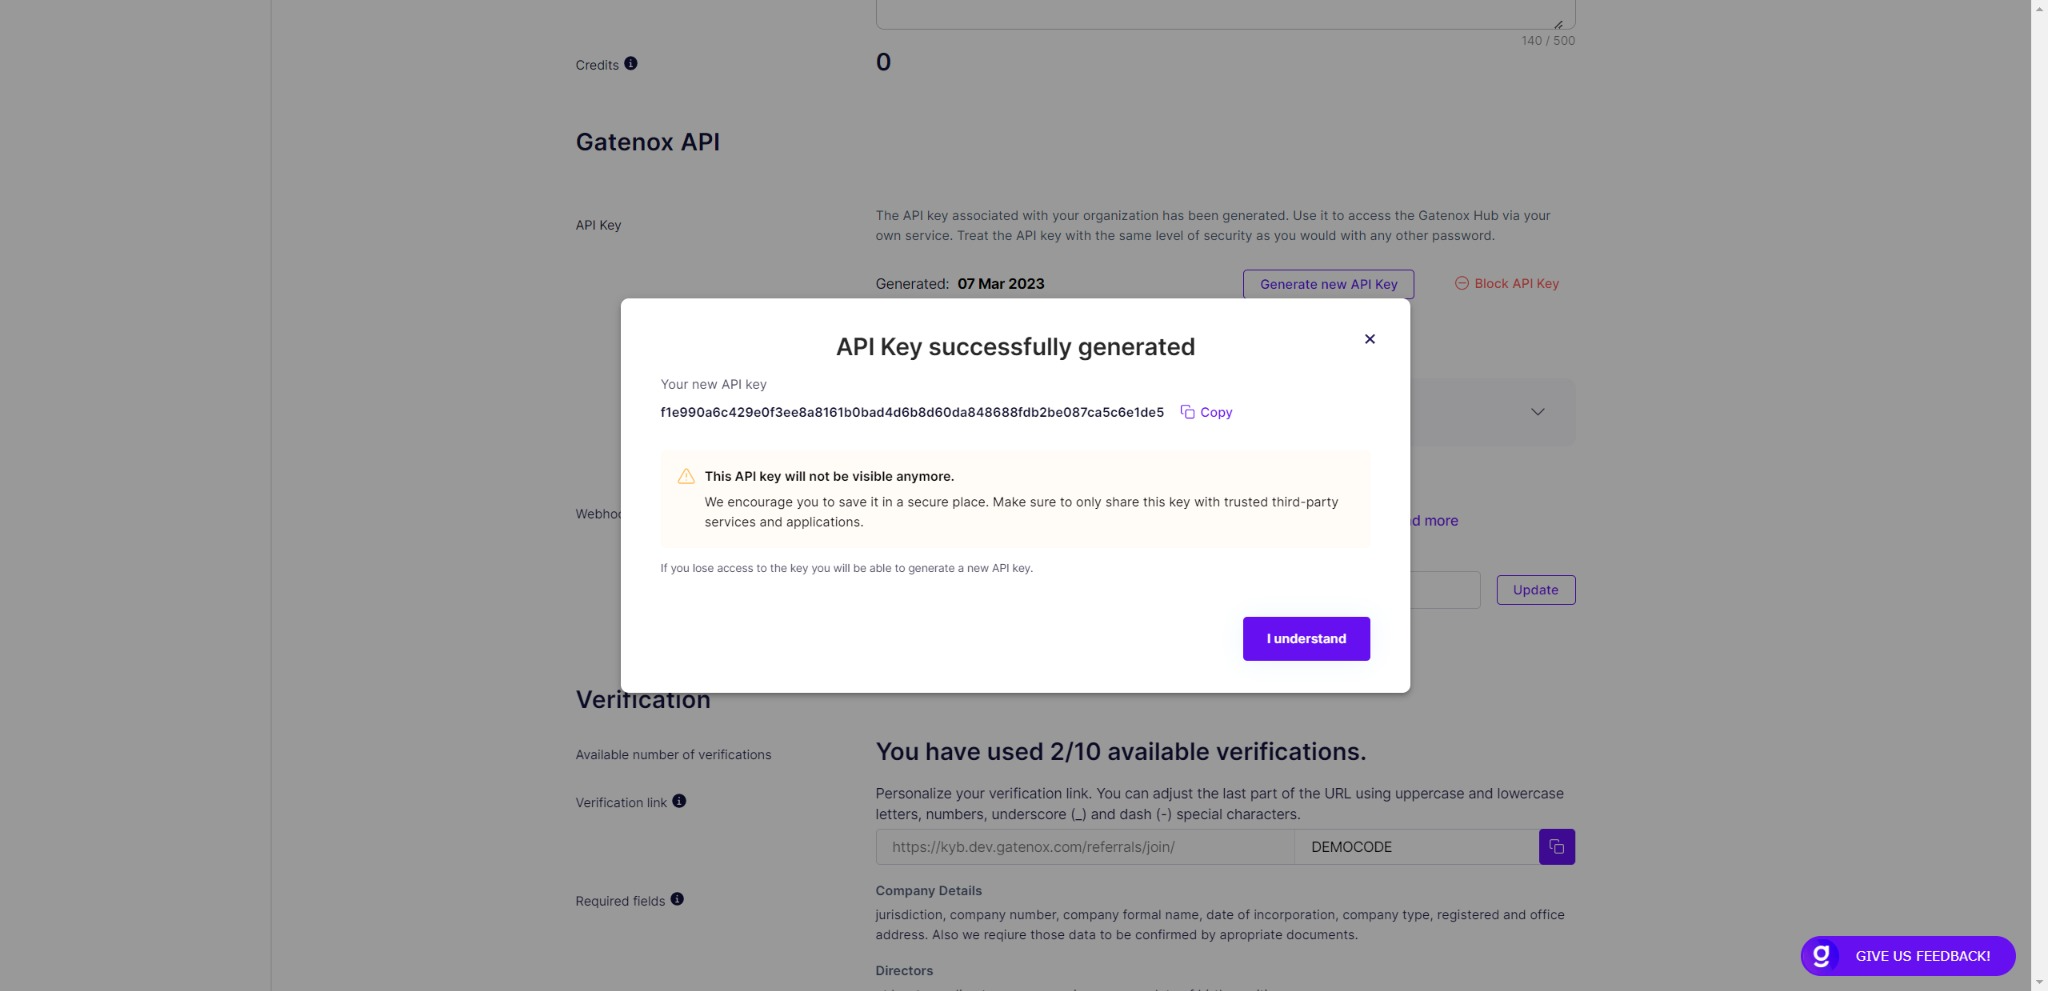 140 / 500
Credits
0
Gatenox API
API Key
The API key associated with your organization has been generated. Use it to access the Gatenox Hub via your
own service. Treat the API key with the same level of security as you would with any other password.
Generated: 07 Mar 2023
Generate new API Key
Block API Key
API Key successfully generated
Your new API key
f1e990a6c429e0f3ee8a8161b0bad4d6b8d60da848688fdb2be087ca5c6e1de5
Copy
This API key will not be visible anymore.
We encourage you to save it in a secure place. Make sure to only share this key with trusted third-party
services and applications.
If you lose access to the key you will be able to generate a new API key.
I understand
more
Update
Verification
Available number of verifications
You have used 2/10 available verifications.
Verification link
Personalize your verification link. You can adjust the last part of the URL using uppercase and lowercase
letters, numbers, underscore (_) and dash (-) special characters.
https://kyb.dev.gatenox.com/referrals/join/
DEMOCODE
Required fields
Company Details
jurisdiction, company number, company formal name, date of incorporation, company type, registered and office
address. Also we reqiure those data to be confirmed by apropriate documents.
Directors
g GIVE US FEEDBACK!